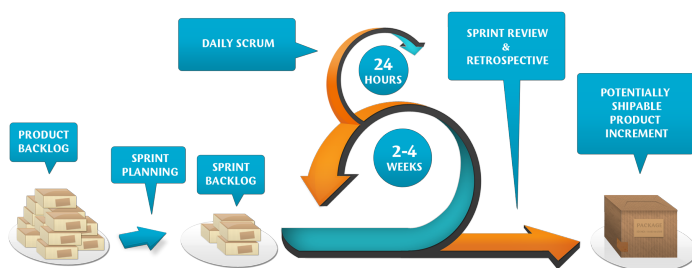 PRODUCT
BACKLOG
SPRINT
PLANNING
SPRINT
BACKLOG
DAILY SCRUM
24
HOURS
2-4
WEEKS
SPRINT REVIEW
&
RETROSPECTIVE
POTENTIALLY
SHIPABLE
PRODUCT
INCREMENT
PACKAGE